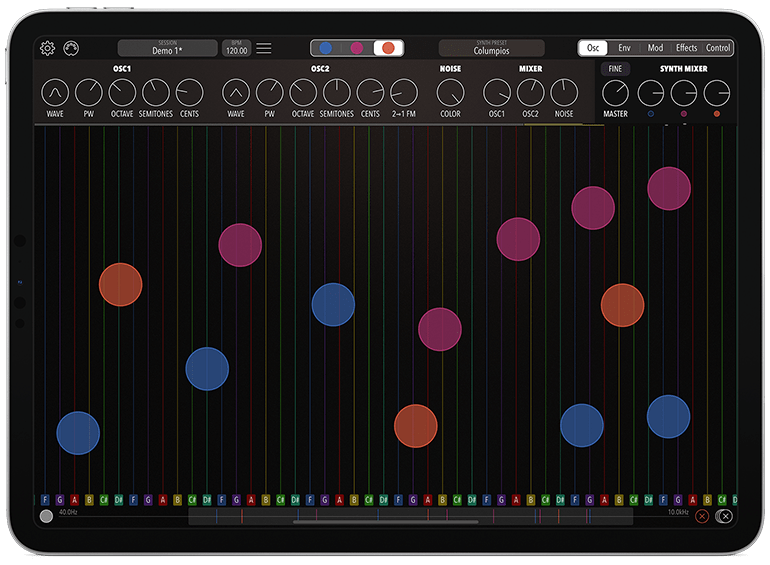 SESSION
Demo 1*
BPM
120.00
SYNTH PRESET
Columpios
Osc Env Mod Effects Control
OSC1 OSC2 NOISE MIXER FINE SYNTH MIXER
WAVE PW OCTAVE SEMITONES CENTS WAVE PW OCTAVE SEMITONES CENTS 2→1 FM COLOR OSC1 OSC2 NOISE MASTER
F G A B C# D# F G A B C# D# F G A B C# D# F G A B C# D# F G A B C# D# F G A B C# D# F G A B C# D# F G A B C# D
40.0Hz 10.0kHz